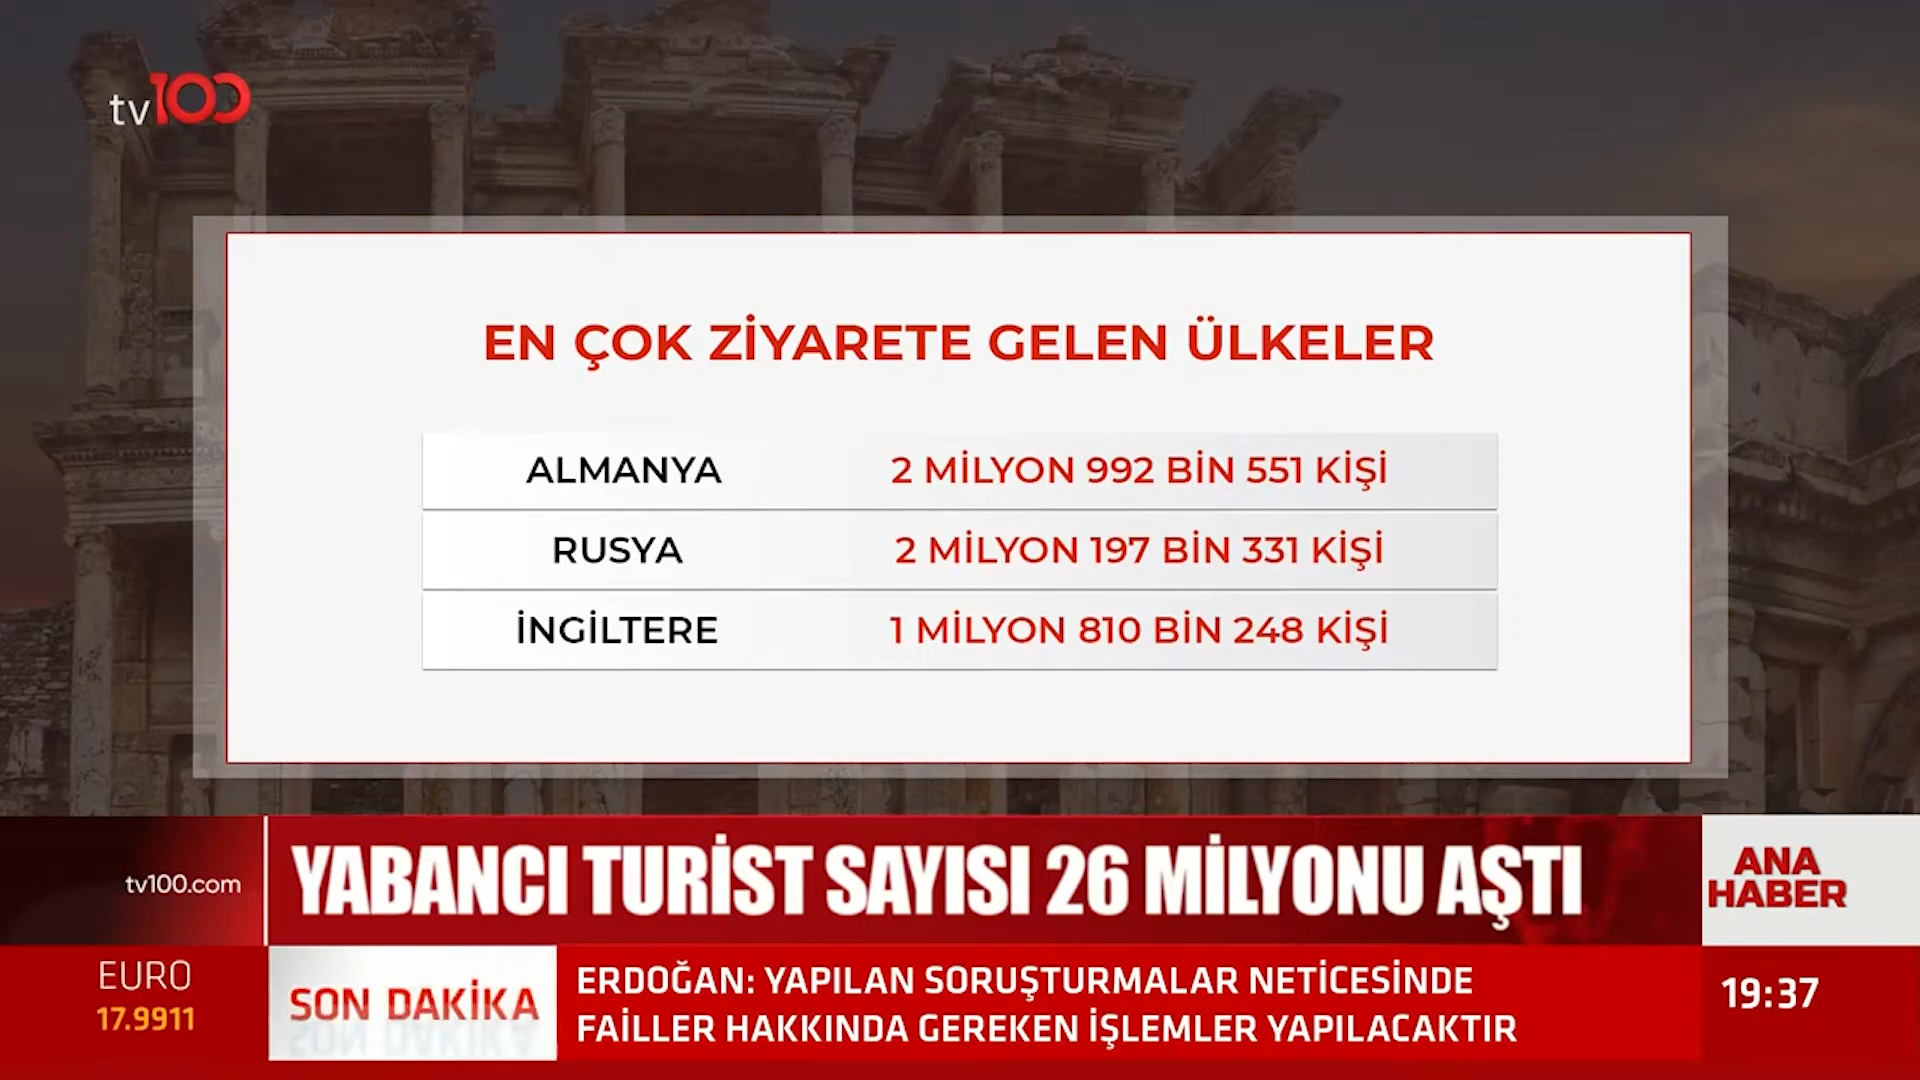 tv100
EN ÇOK ZİYARETE GELEN ÜLKELER
ALMANYA 2 MİLYON 992 BİN 551 KİŞİ
RUSYA 2 MİLYON 197 BİN 331 KİŞİ
İNGİLTERE 1 MİLYON 810 BİN 248 KİŞİ
tv100.com
YABANCI TURİST SAYISI 26 MİLYONU AŞTI
ANA
HABER
EURO
17.9911
SON DAKİKA
ERDOĞAN: YAPILAN SORUŞTURMALAR NETİCESİNDE
FAİLLER HAKKINDA GEREKEN İŞLEMLER YAPILACAKTIR
19:37